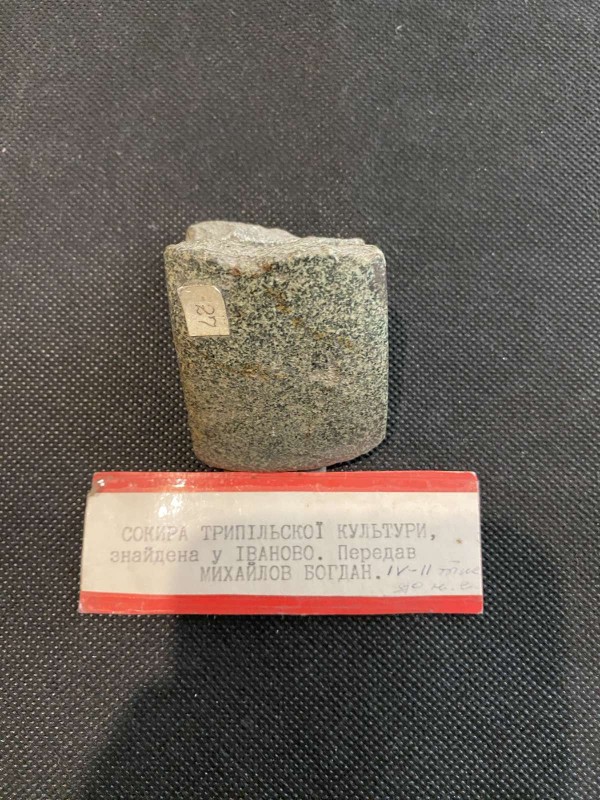 -27
СОКИРА ТРИПІЛЬСКОЇ КУЛЬТУРИ,
знайдена у ІВАНОВО. Передав
МИХАЙЛОВ БОГДАН. IV-II тис
до н.е.